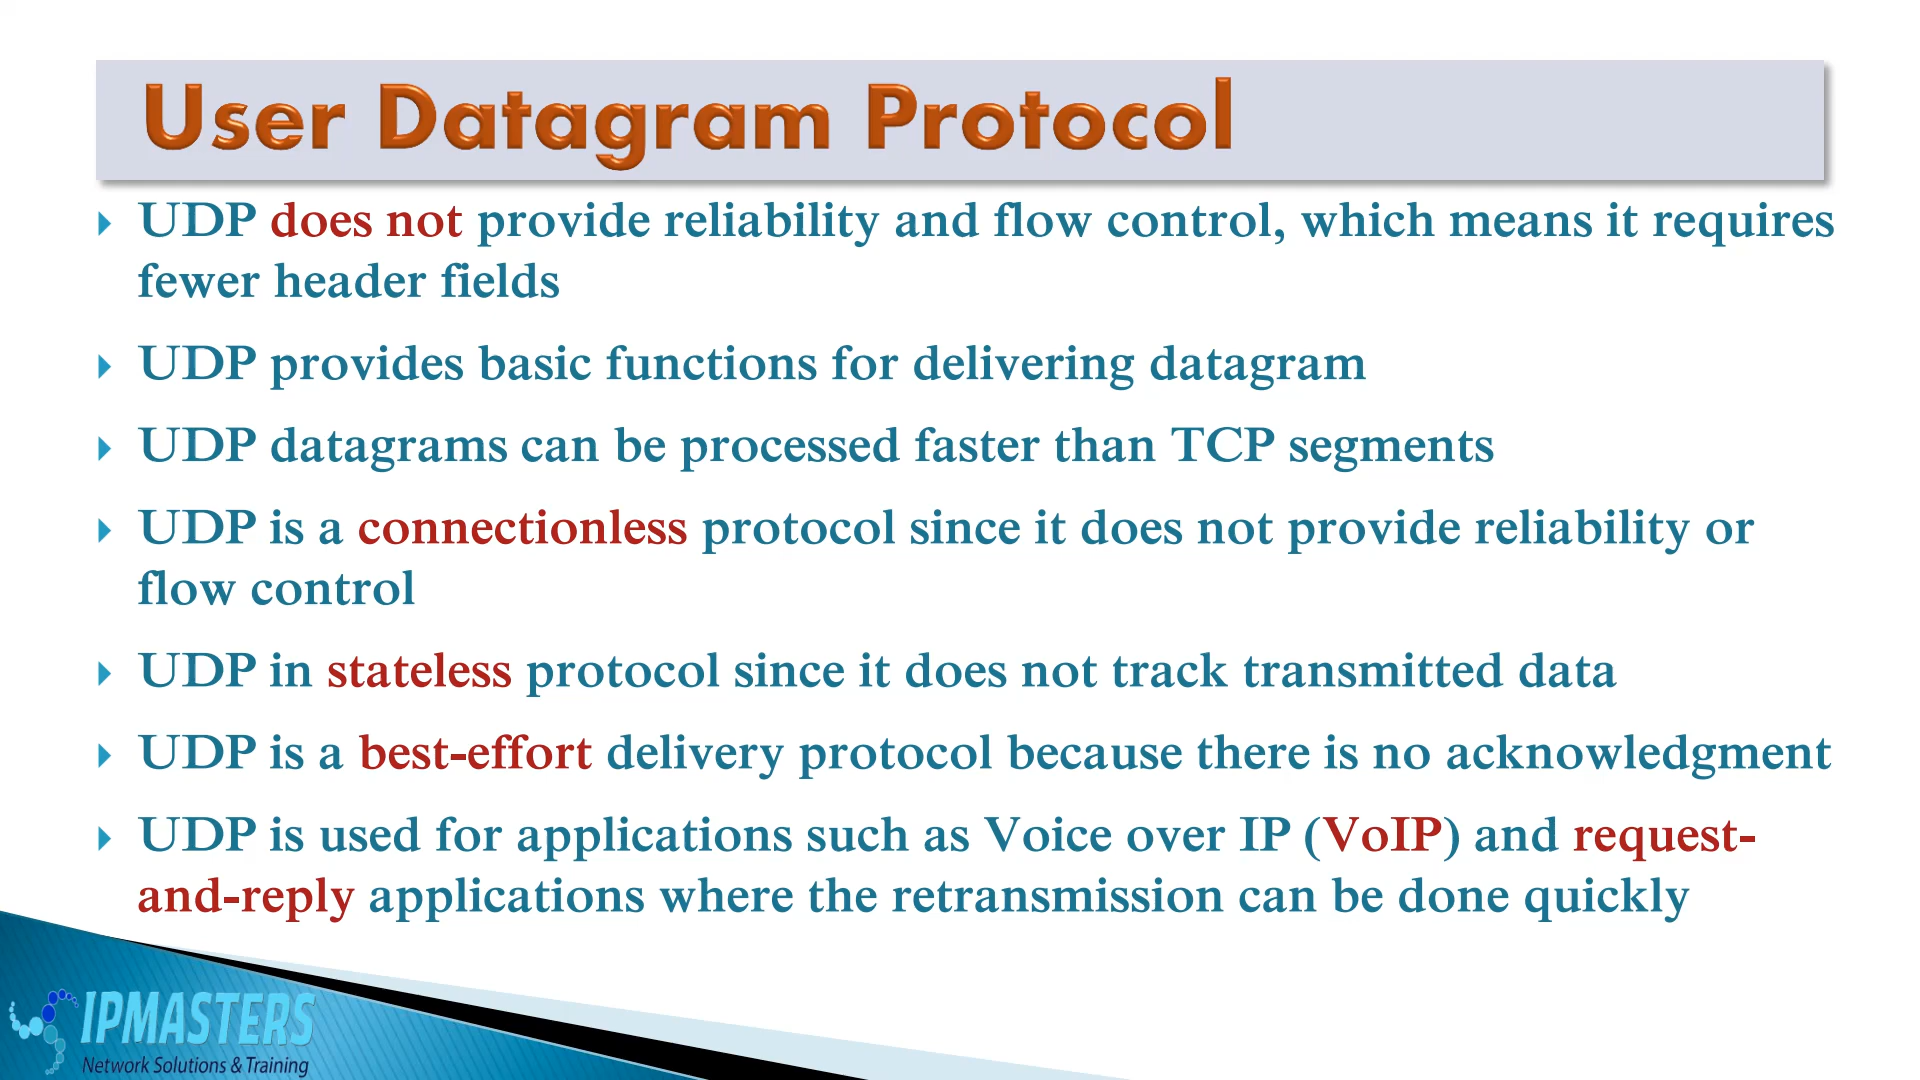 User Datagram Protocol
UDP does not provide reliability and flow control, which means it requires
fewer header fields
UDP provides basic functions for delivering datagram
UDP datagrams can be processed faster than TCP segments
UDP is a connectionless protocol since it does not provide reliability or
flow control
UDP in stateless protocol since it does not track transmitted data
UDP is a best-effort delivery protocol because there is no acknowledgment
UDP is used for applications such as Voice over IP (VoIP) and request-
and-reply applications where the retransmission can be done quickly
IPMASTERS
Network Solutions & Training